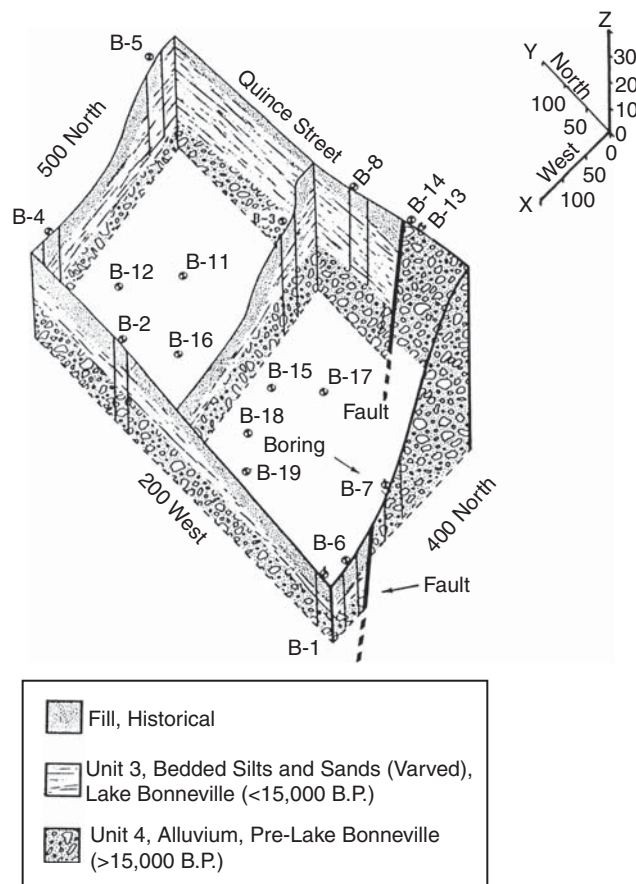 B-5
Quince Street
500 North
B-8
B-14
B-13
B-4
B-3
B-12
B-11
B-2
B-16
B-15
B-17
B-18
Fault
Boring
B-19
B-7
200 West
400 North
B-6
Fault
B-1
Z
Y
North
30
20
10
0
100
50
0
West
50
100
X
Fill, Historical
Unit 3, Bedded Silts and Sands (Varved),
Lake Bonneville (<15,000 B.P.)
Unit 4, Alluvium, Pre-Lake Bonneville
(>15,000 B.P.)